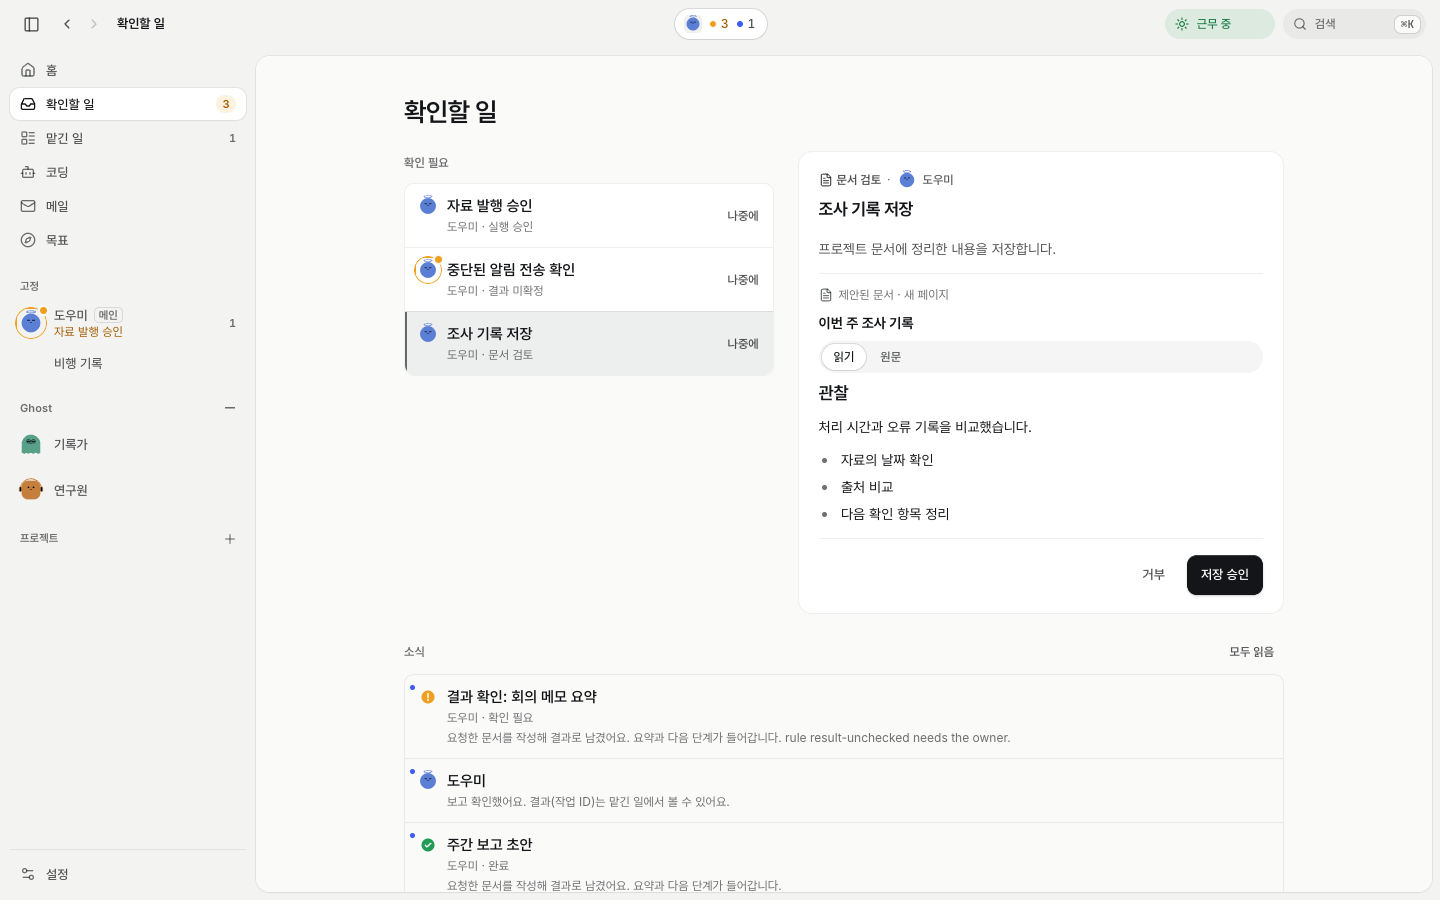 확인할 일
3 1
근무 중
검색 ⌘K
홈
확인할 일 3
맡긴 일 1
코딩
메일
목표
고정
도우미 메인
자료 발행 승인
1
비행 기록
Ghost
기록가
연구원
프로젝트
설정
확인할 일
확인 필요
자료 발행 승인
도우미 · 실행 승인
나중에
중단된 알림 전송 확인
도우미 · 결과 미확정
나중에
조사 기록 저장
도우미 · 문서 검토
나중에
문서 검토 · 도우미
조사 기록 저장
프로젝트 문서에 정리한 내용을 저장합니다.
제안된 문서 · 새 페이지
이번 주 조사 기록
읽기 원문
관찰
처리 시간과 오류 기록을 비교했습니다.
• 자료의 날짜 확인
• 출처 비교
• 다음 확인 항목 정리
거부 저장 승인
소식 모두 읽음
결과 확인: 회의 메모 요약
도우미 · 확인 필요
요청한 문서를 작성해 결과로 남겼어요. 요약과 다음 단계가 들어갑니다. rule result-unchecked needs the owner.
도우미
보고 확인했어요. 결과(작업 ID)는 맡긴 일에서 볼 수 있어요.
주간 보고 초안
도우미 · 완료
요청한 문서를 작성해 결과로 남겼어요. 요약과 다음 단계가 들어갑니다.